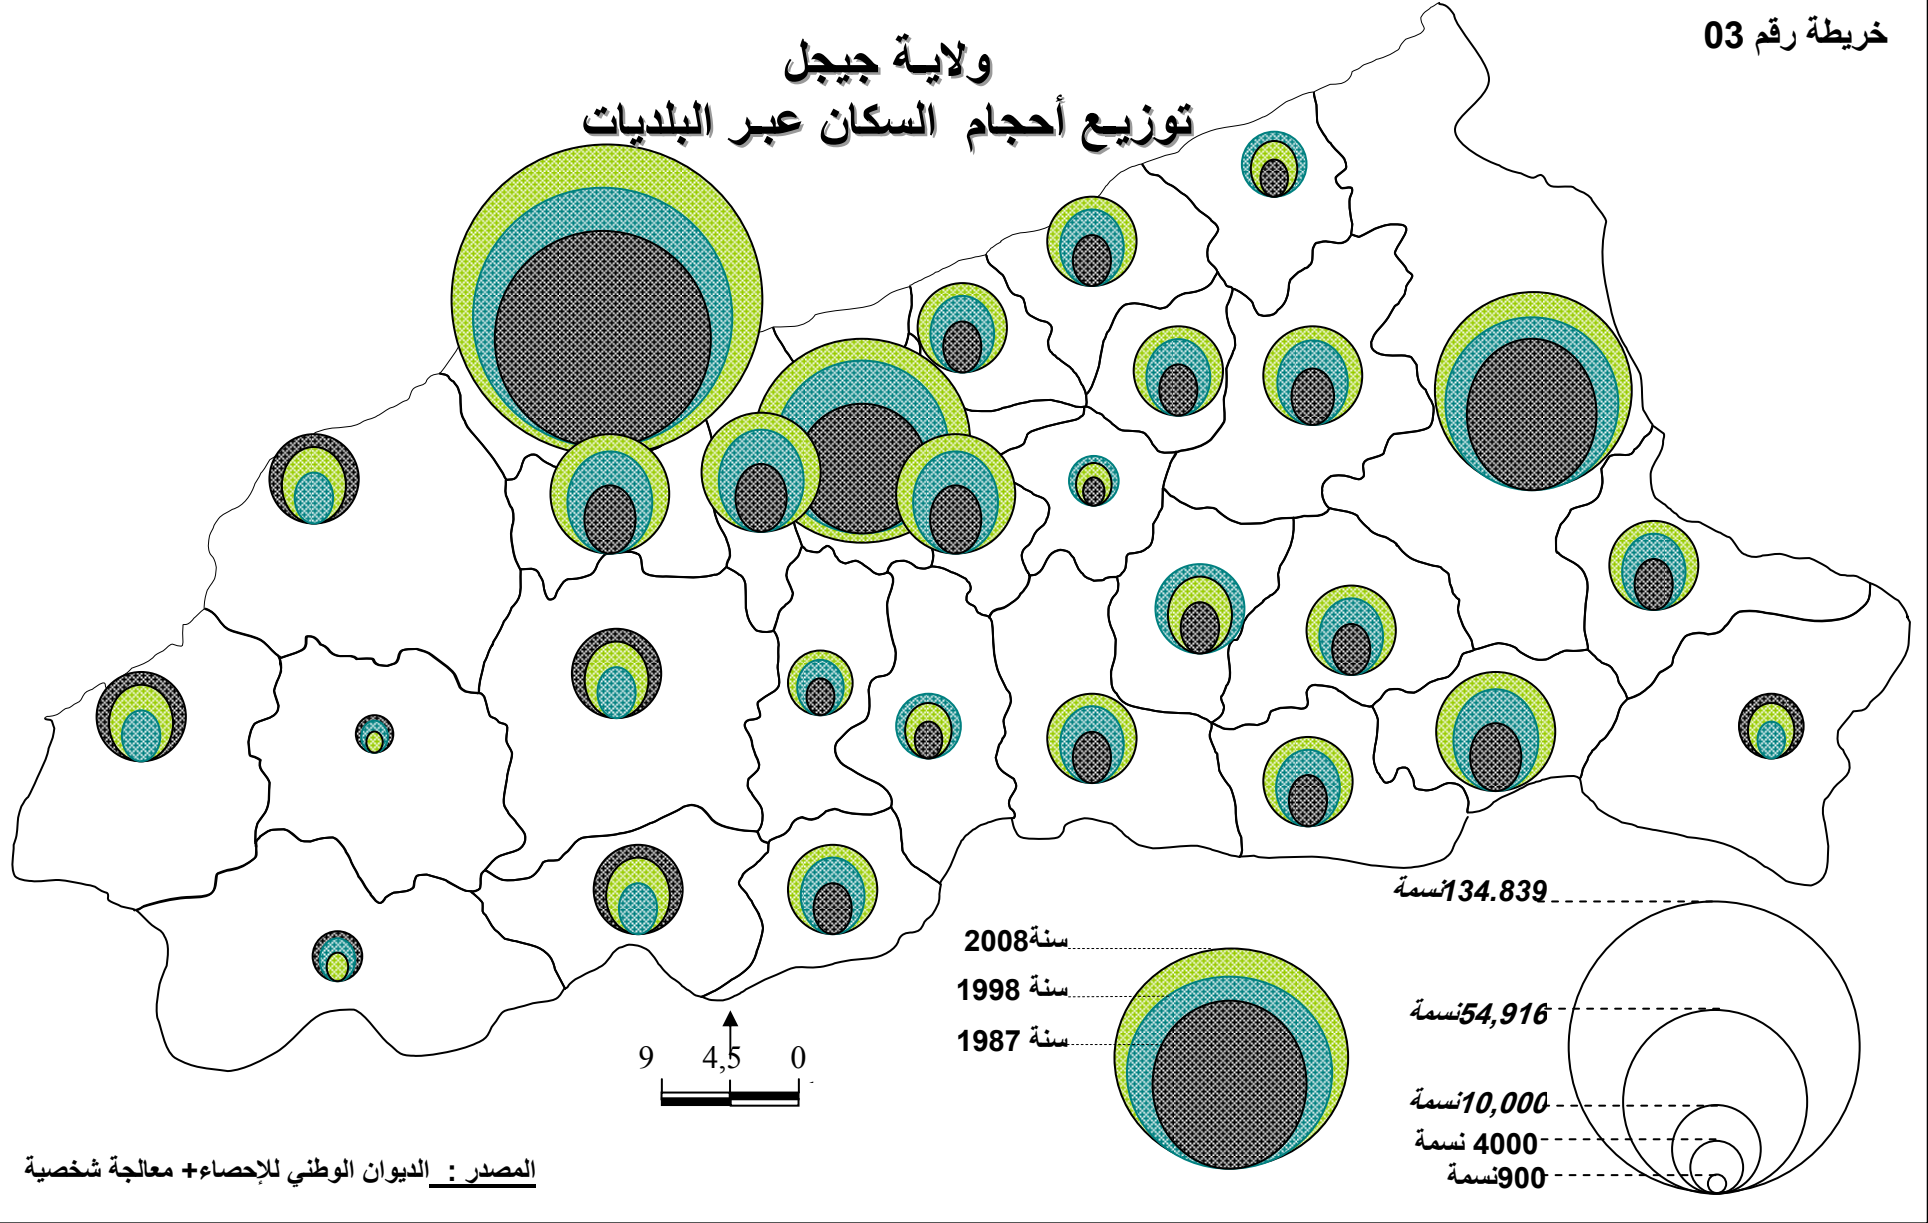 خريطة رقم 03
ولايـة جيجل
توزيـع أحجام السكان عبـر البلديات
134.839نسمة
54,916نسمة
10,000نسمة
4000 نسمة
900نسمة
سنة2008
سنة 1998
سنة 1987
9 4,5 0
المصدر : الديوان الوطني للإحصاء+ معالجة شخصية